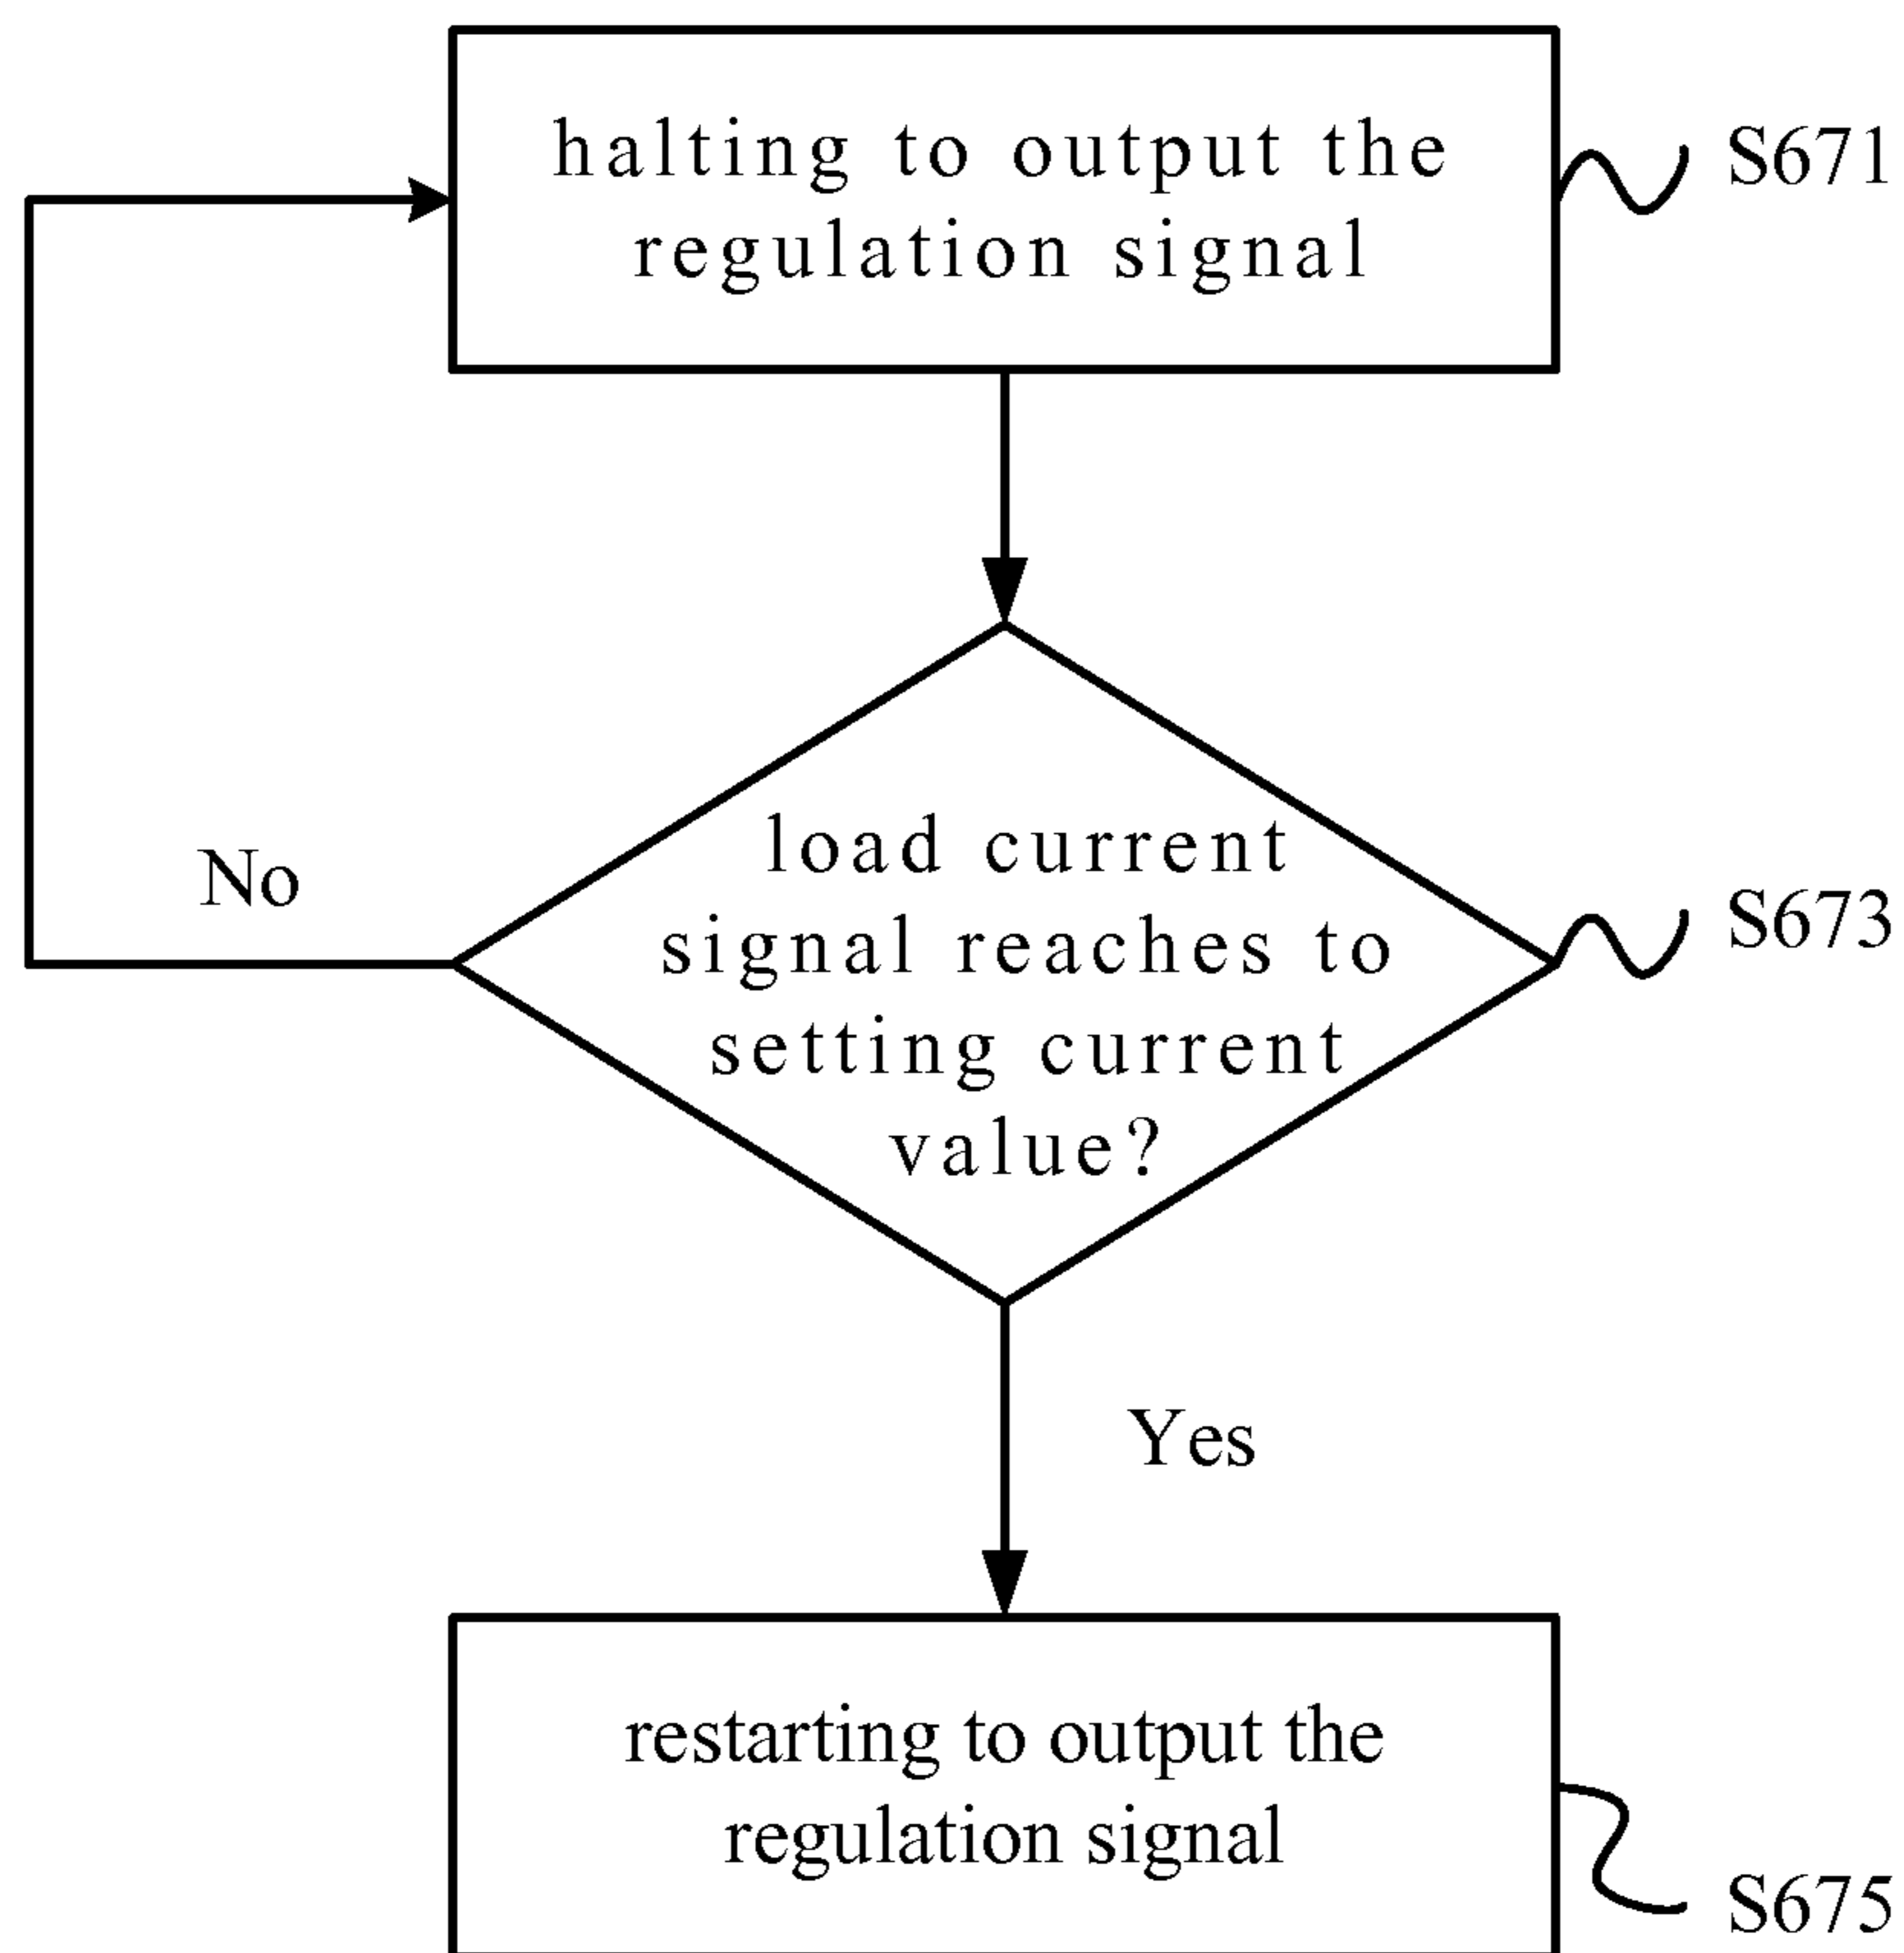 halting to output the
regulation signal
S671
load current
signal reaches to
setting current
value?
No
S673
Yes
restarting to output the
regulation signal
S675